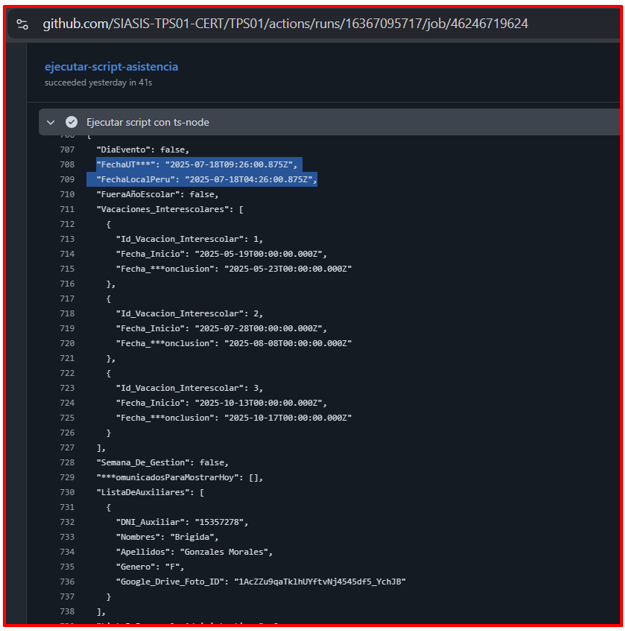 github.com/SIASIS-TPS01-CERT/TPS01/actions/runs/16367095717/job/46246719624
ejecutar-script-asistencia
succeeded yesterday in 41s
Ejecutar script con ts-node
706 {
707 "DiaEvento": false,
708 "FechaUT***": "2025-07-18T09:26:00.875Z",
709 "FechaLocalPeru": "2025-07-18T04:26:00.875Z",
710 "FueraAñoEscolar": false,
711 "Vacaciones_Interescolares": [
712 {
713 "Id_Vacacion_Interescolar": 1,
714 "Fecha_Inicio": "2025-05-19T00:00:00.000Z",
715 "Fecha_***onclusion": "2025-05-23T00:00:00.000Z"
716 },
717 {
718 "Id_Vacacion_Interescolar": 2,
719 "Fecha_Inicio": "2025-07-28T00:00:00.000Z",
720 "Fecha_***onclusion": "2025-08-08T00:00:00.000Z"
721 },
722 {
723 "Id_Vacacion_Interescolar": 3,
724 "Fecha_Inicio": "2025-10-13T00:00:00.000Z",
725 "Fecha_***onclusion": "2025-10-17T00:00:00.000Z"
726 }
727 ],
728 "Semana_De_Gestion": false,
729 "***omunicadosParaMostrarHoy": [],
730 "ListaDeAuxiliares": [
731 {
732 "DNI_Auxiliar": "15357278",
733 "Nombres": "Brigida",
734 "Apellidos": "Gonzales Morales",
735 "Genero": "F",
736 "Google_Drive_Foto_ID": "1AcZZu9qaTklhUYftvNj4545df5_YchJB"
737 }
738 ],